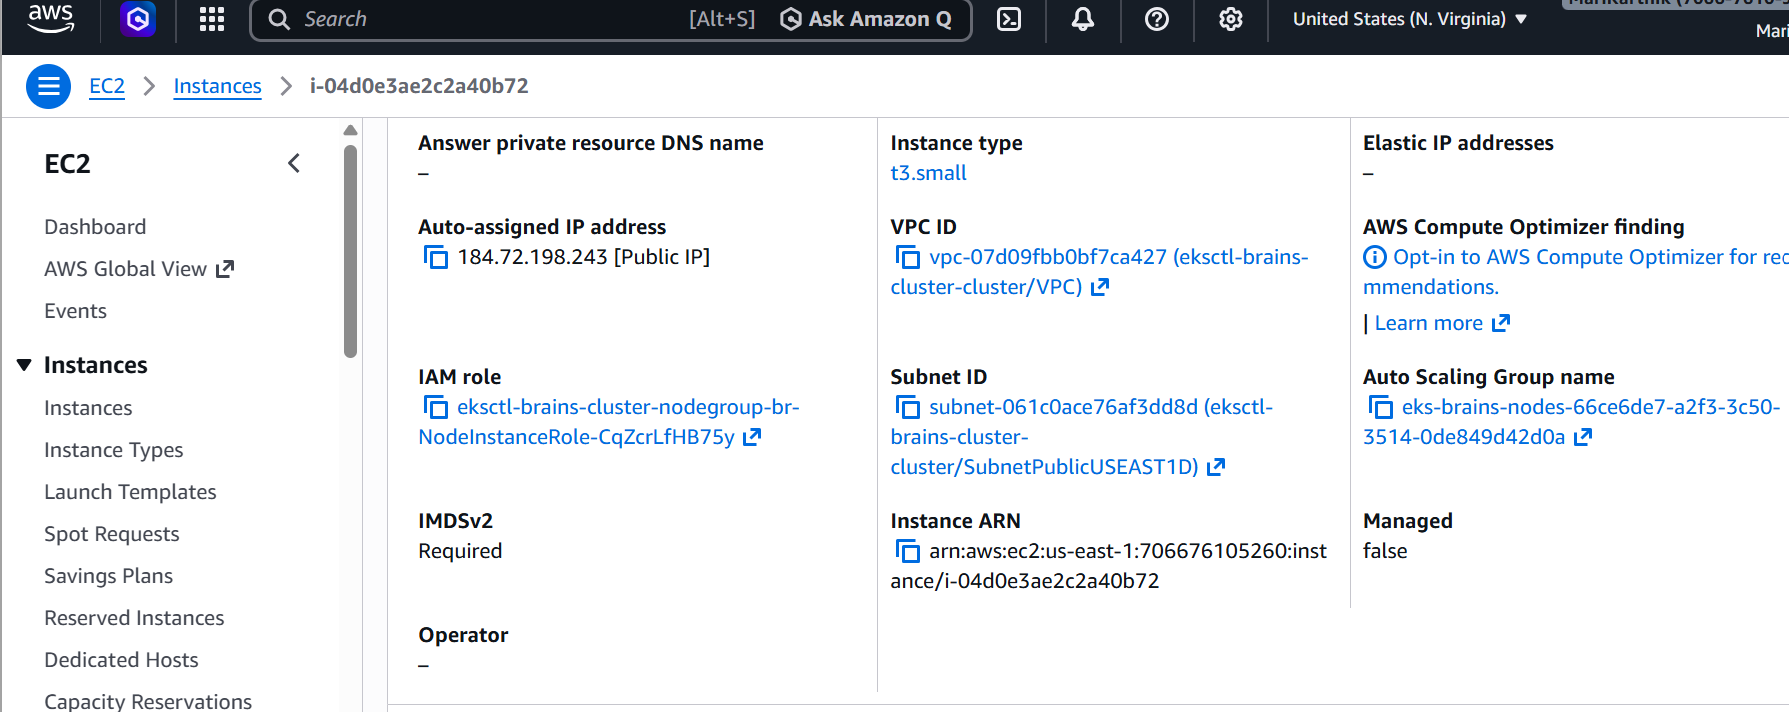 aws
Search
[Alt+S]
Ask Amazon Q
United States (N. Virginia)
Mari
EC2
Instances
i-04d0e3ae2c2a40b72
EC2
Dashboard
AWS Global View
Events
Instances
Instances
Instance Types
Launch Templates
Spot Requests
Savings Plans
Reserved Instances
Dedicated Hosts
Capacity Reservations
Answer private resource DNS name
–
Auto-assigned IP address
184.72.198.243 [Public IP]
IAM role
eksctl-brains-cluster-nodegroup-br-
NodeInstanceRole-CqZcrLfHB75y
IMDSv2
Required
Operator
–
Instance type
t3.small
VPC ID
vpc-07d09fbb0bf7ca427 (eksctl-brains-
cluster-cluster/VPC)
Subnet ID
subnet-061c0ace76af3dd8d (eksctl-
brains-cluster-
cluster/SubnetPublicUSEAST1D)
Instance ARN
arn:aws:ec2:us-east-1:706676105260:inst
ance/i-04d0e3ae2c2a40b72
Elastic IP addresses
–
AWS Compute Optimizer finding
Opt-in to AWS Compute Optimizer for rec
mmendations.
| Learn more
Auto Scaling Group name
eks-brains-nodes-66ce6de7-a2f3-3c50-
3514-0de849d42d0a
Managed
false